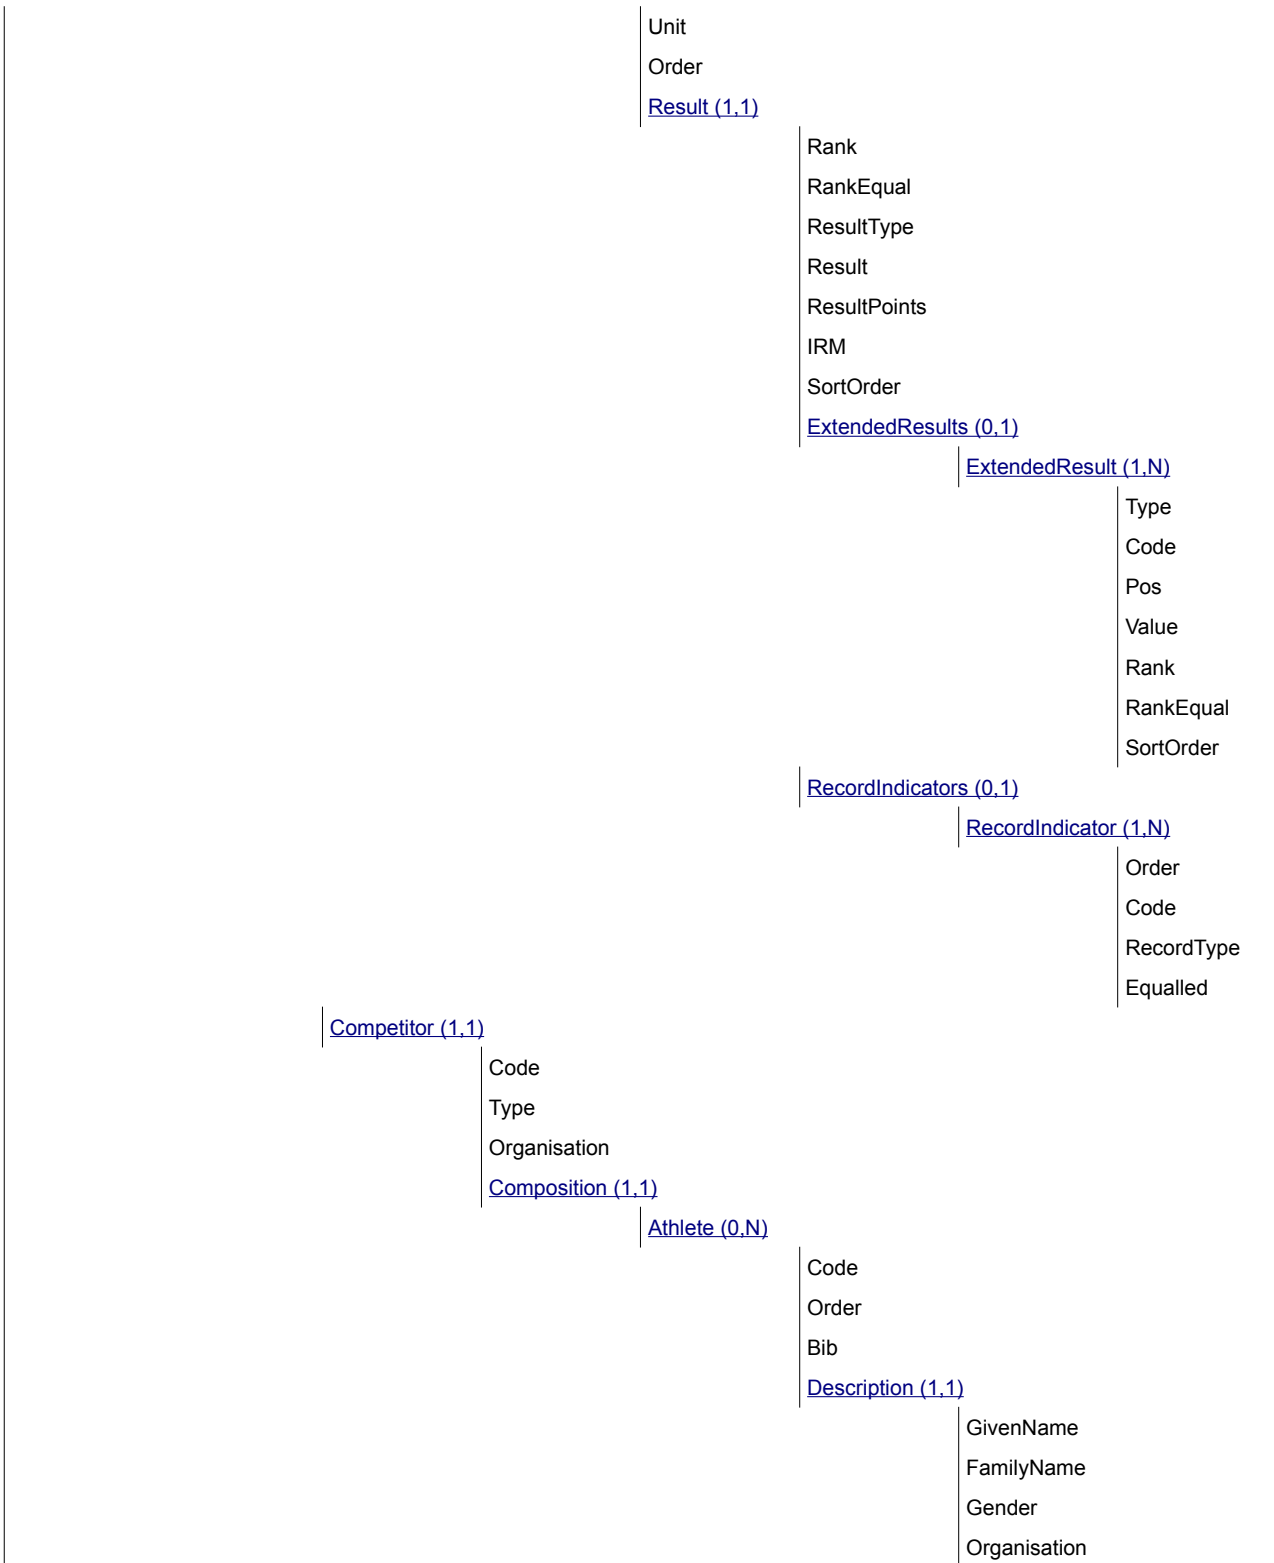 Unit
Order
Result (1,1)
Rank
RankEqual
ResultType
Result
ResultPoints
IRM
SortOrder
ExtendedResults (0,1)
ExtendedResult (1,N)
Type
Code
Pos
Value
Rank
RankEqual
SortOrder
RecordIndicators (0,1)
RecordIndicator (1,N)
Order
Code
RecordType
Equalled
Competitor (1,1)
Code
Type
Organisation
Composition (1,1)
Athlete (0,N)
Code
Order
Bib
Description (1,1)
GivenName
FamilyName
Gender
Organisation